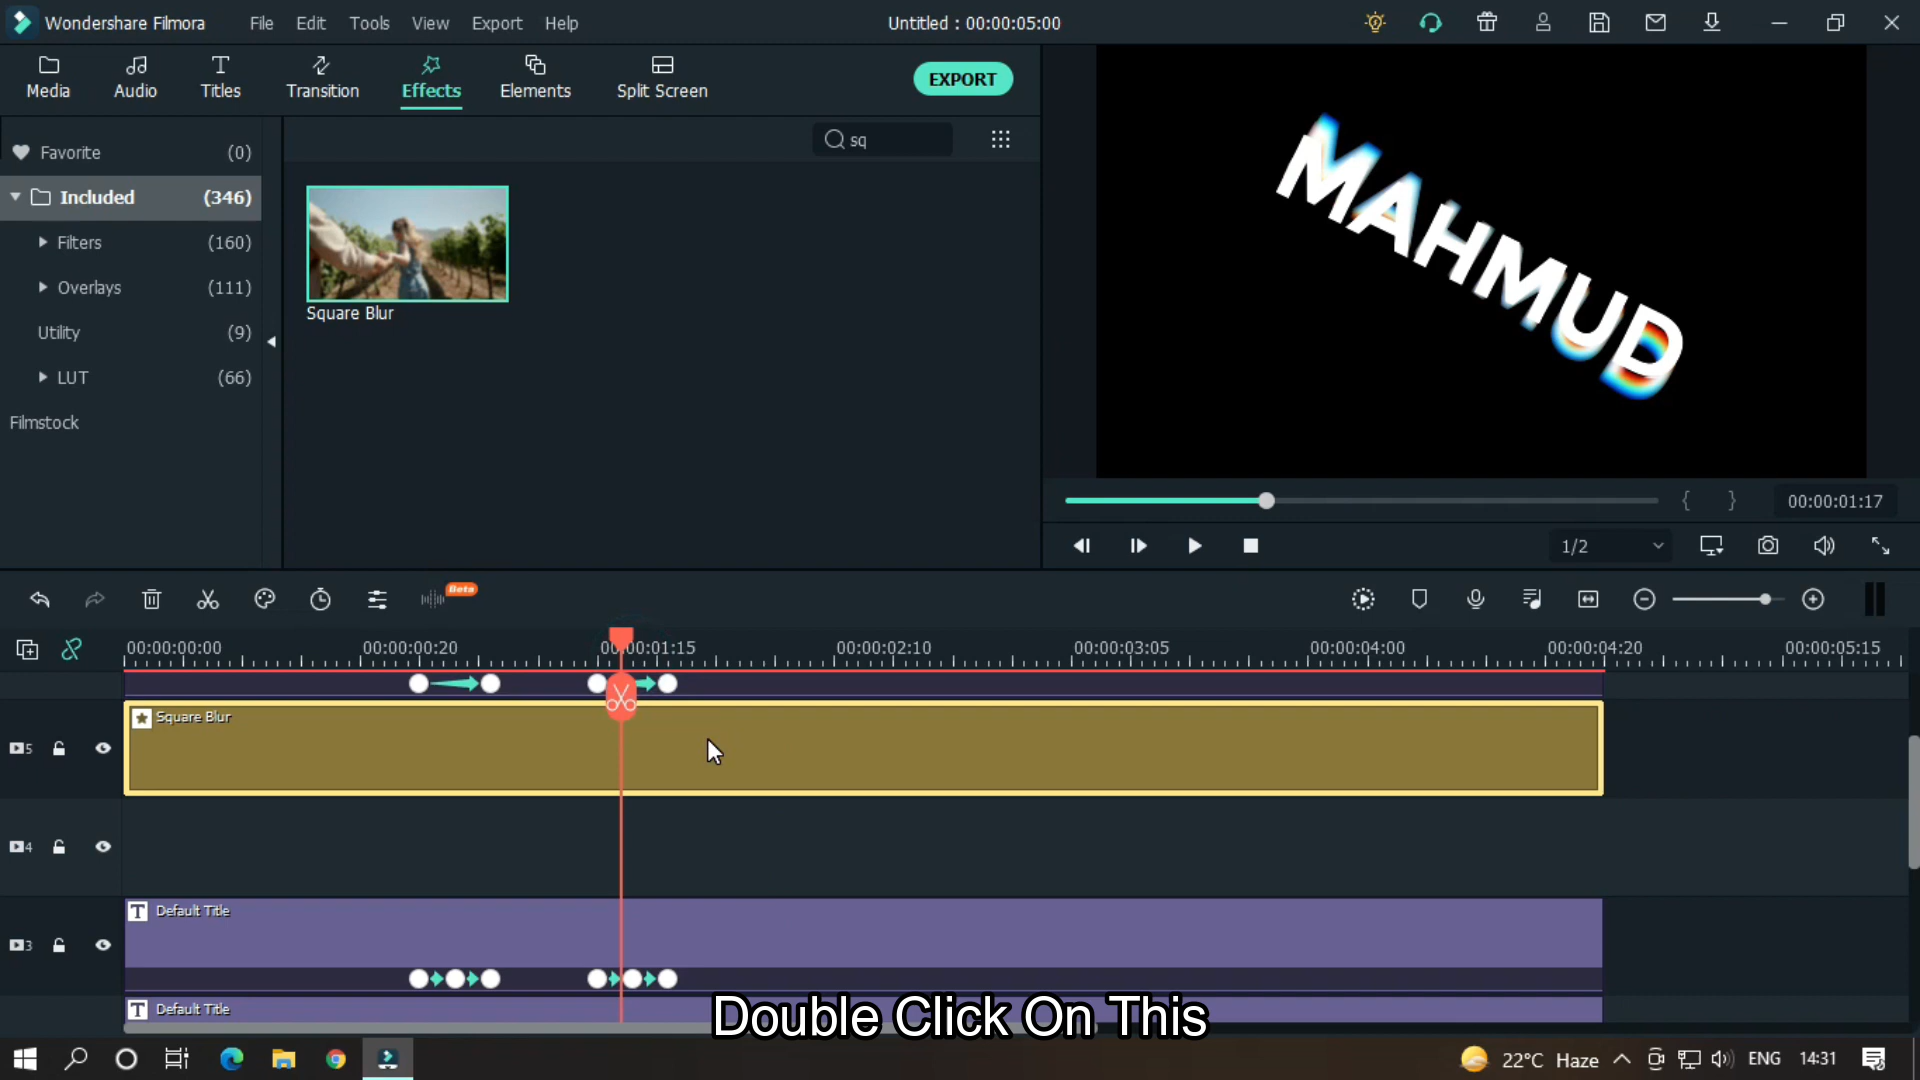 Wondershare Filmora File Edit Tools View Export Help Untitled : 00:00:05:00
Media Audio Titles Transition Effects Elements Split Screen EXPORT
Favorite (0)
Included (346)
Filters (160)
Overlays (111)
Utility (9)
LUT (66)
Filmstock
sq
Square Blur
MAHMUD
00:00:01:17
1/2
Beta
00:00:00:00 00:00:00:20 00:00:01:15 00:00:02:10 00:00:03:05 00:00:04:00 00:00:04:20 00:00:05:15
Square Blur
5
4
T Default Title
3
T Default Title
Double Click On This
22°C Haze ENG 14:31